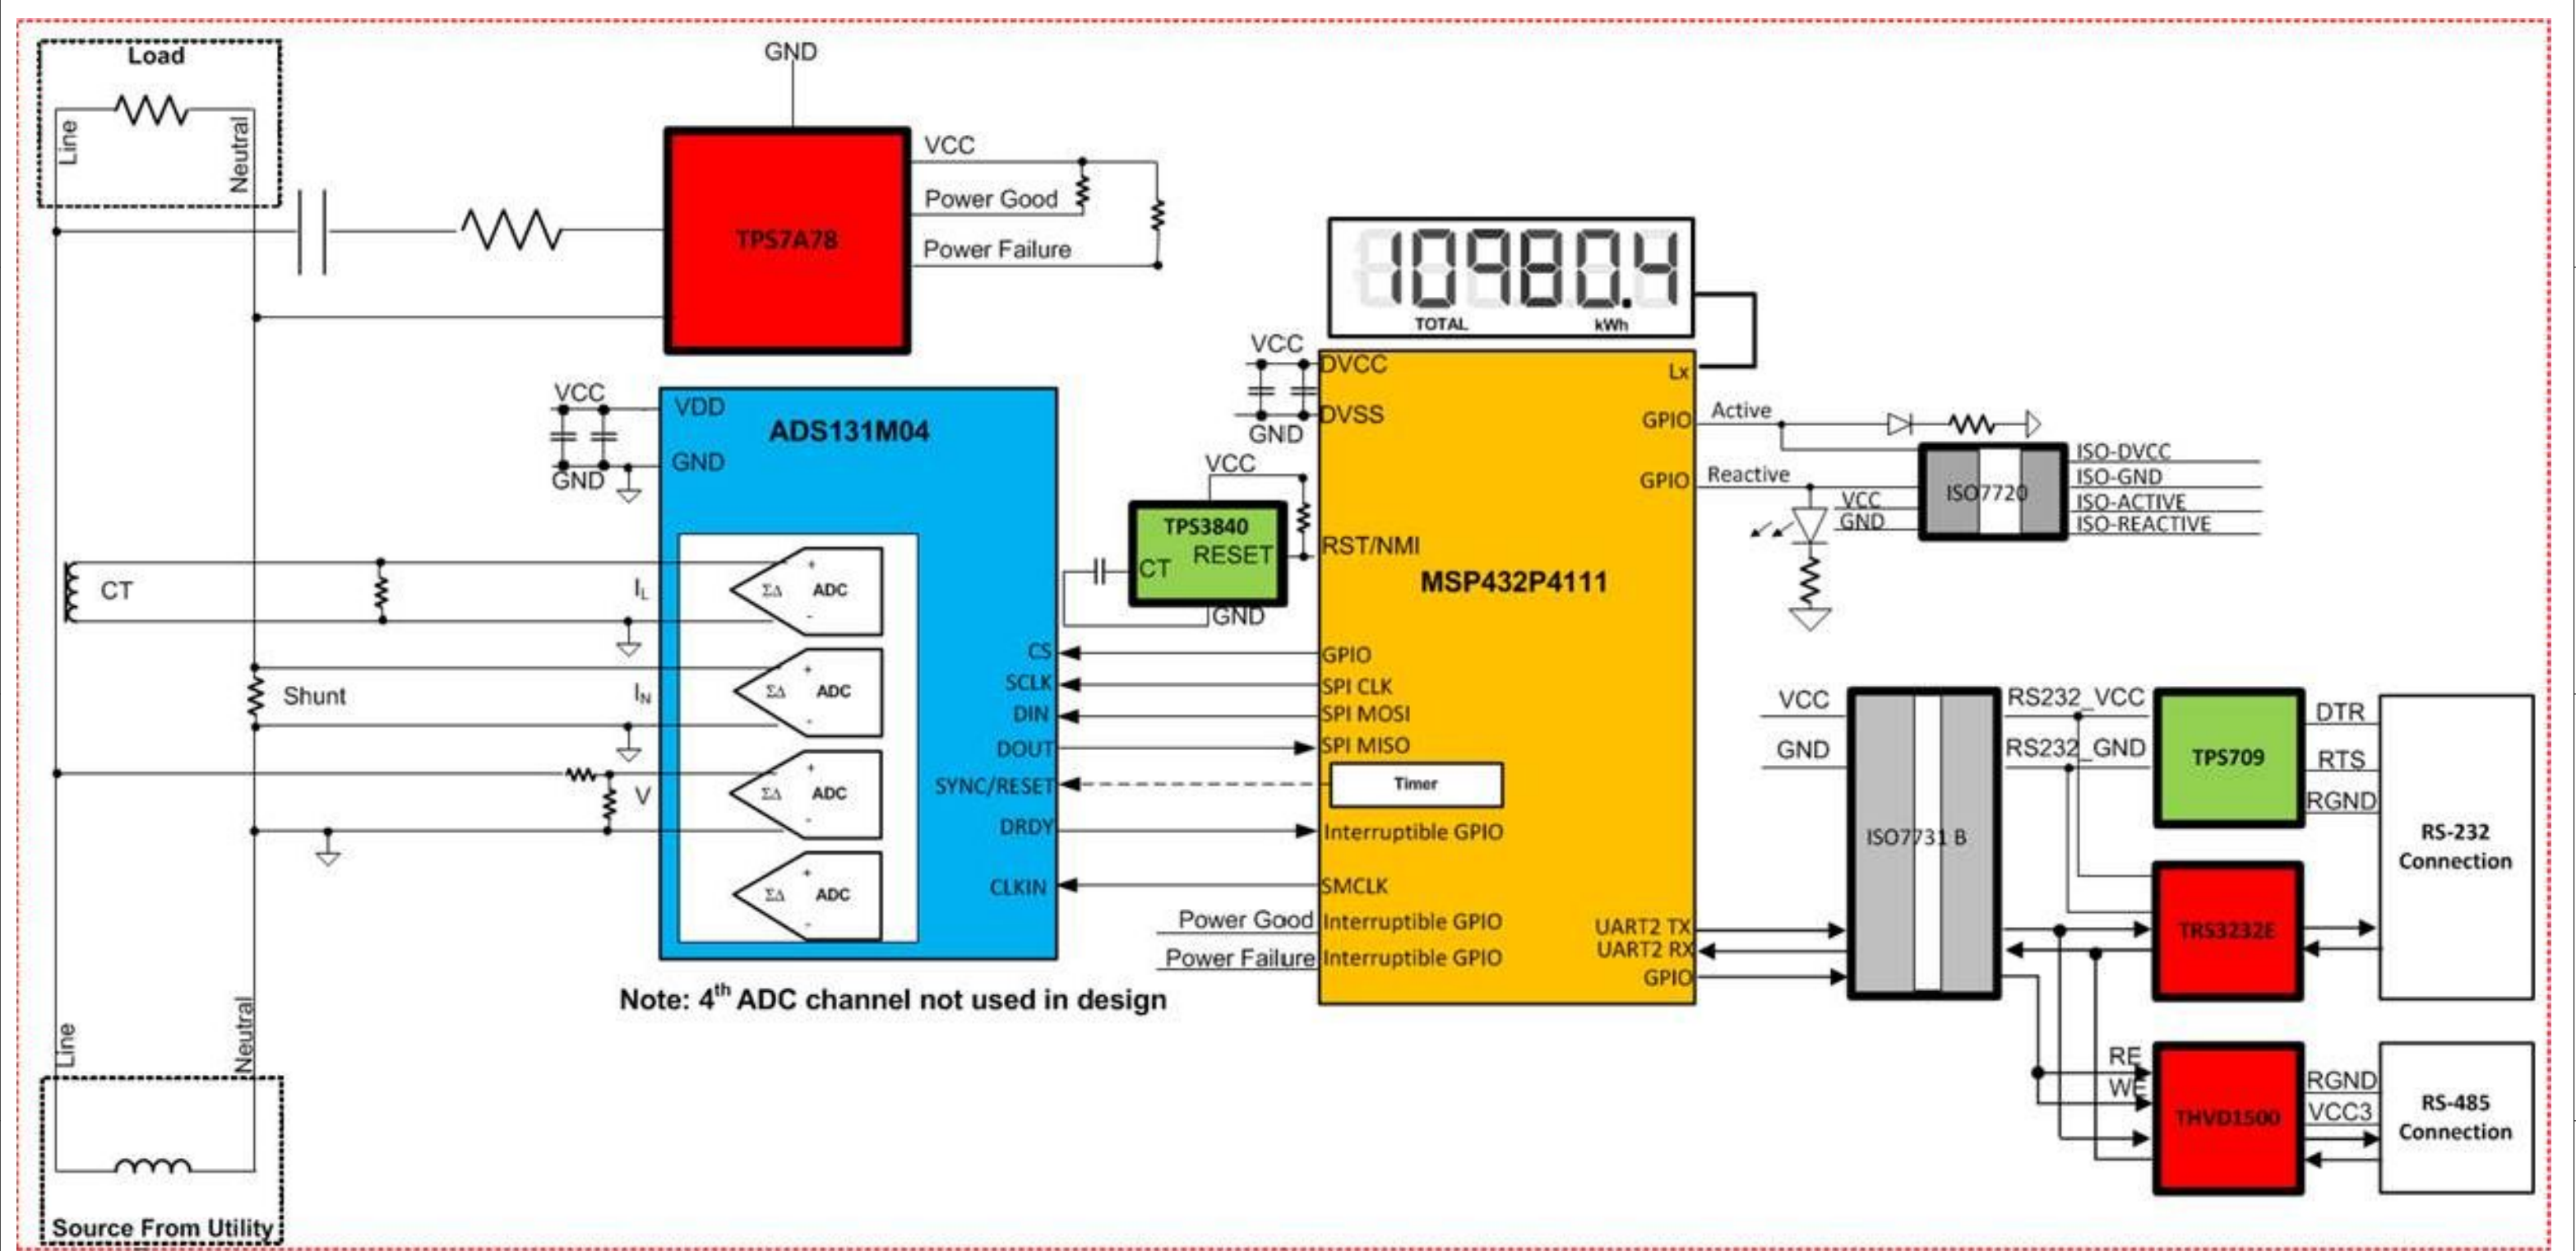 Load
Line
Neutral
GND
TPS7A78
VCC
Power Good
Power Failure
10980.4
TOTAL kWh
VCC
GND
VDD
GND
ADS131M04
CT
I_L
ΣΔ ADC
+
-
Shunt
I_N
ΣΔ ADC
+
-
V
ΣΔ ADC
+
-
ΣΔ ADC
+
-
CS
SCLK
DIN
DOUT
SYNC/RESET
DRDY
CLKIN
Note: 4th ADC channel not used in design
VCC
TPS3840
CT RESET
GND
VCC
GND
DVCC
DVSS
RST/NMI
MSP432P4111
GPIO
SPI CLK
SPI MOSI
SPI MISO
Timer
Interruptible GPIO
SMCLK
Power Good Interruptible GPIO
Power Failure Interruptible GPIO
Lx
GPIO Active
GPIO Reactive
VCC
GND
ISO7720
ISO-DVCC
ISO-GND
ISO-ACTIVE
ISO-REACTIVE
UART2 TX
UART2 RX
GPIO
VCC
GND
ISO7731 B
RS232_VCC
RS232_GND
TPS709
DTR
RTS
RGND
RS-232
Connection
TRS3232E
RE
WE
THVD1500
RGND
VCC3
RS-485
Connection
Line
Neutral
Source From Utility